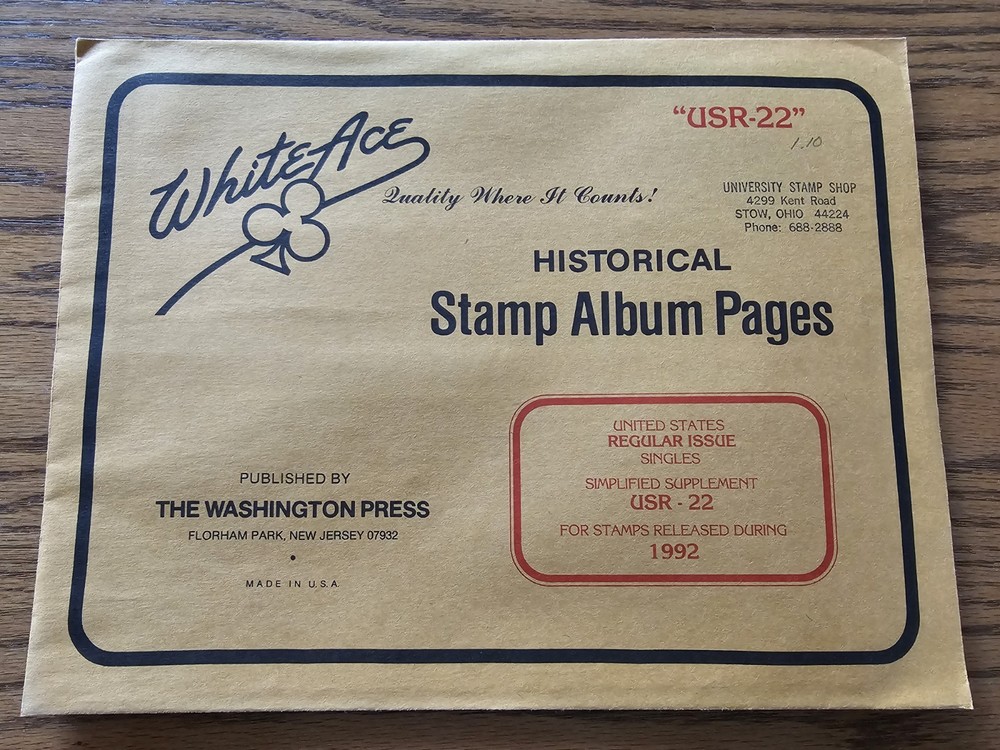 "USR-22"
1.10
WhiteAce
Quality Where It Counts!
UNIVERSITY STAMP SHOP
4299 Kent Road
STOW, OHIO 44224
Phone: 688-2888
HISTORICAL
Stamp Album Pages
UNITED STATES
REGULAR ISSUE
SINGLES
SIMPLIFIED SUPPLEMENT
USR - 22
FOR STAMPS RELEASED DURING
1992
PUBLISHED BY
THE WASHINGTON PRESS
FLORHAM PARK, NEW JERSEY 07932
•
MADE IN U.S.A.